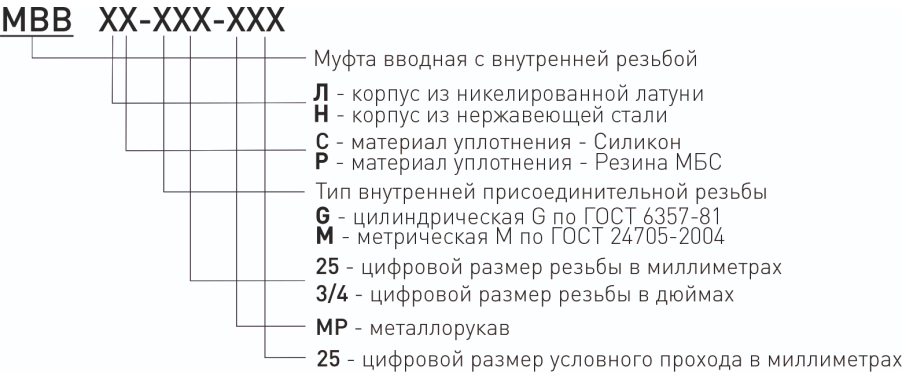 МВВ XX-XXX-XXX
Муфта вводная с внутренней резьбой
Л - корпус из никелированной латуни
Н - корпус из нержавеющей стали
С - материал уплотнения - Силикон
Р - материал уплотнения - Резина МБС
Тип внутренней присоединительной резьбы
G - цилиндрическая G по ГОСТ 6357-81
М - метрическая М по ГОСТ 24705-2004
25 - цифровой размер резьбы в миллиметрах
3/4 - цифровой размер резьбы в дюймах
МР - металлорукав
25 - цифровой размер условного прохода в миллиметрах